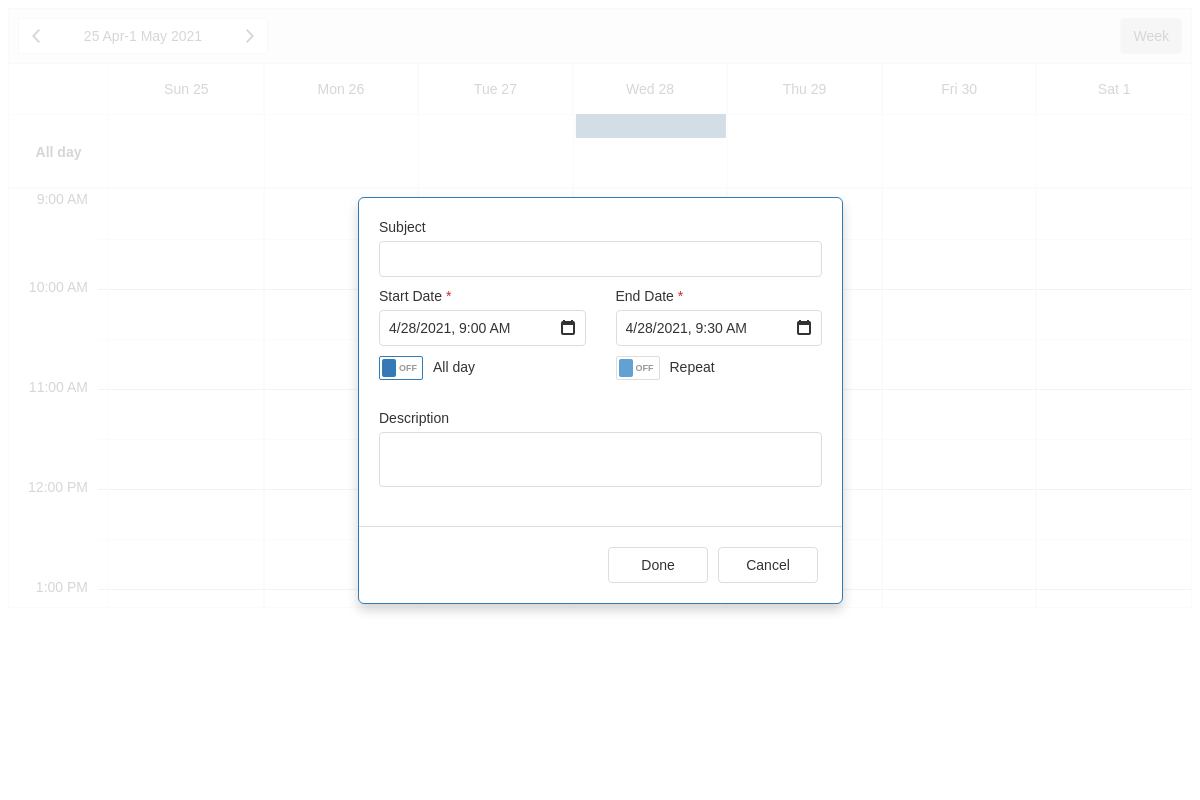 25 Apr-1 May 2021
Week
Sun 25 Mon 26 Tue 27 Wed 28 Thu 29 Fri 30 Sat 1
All day
9:00 AM
10:00 AM
11:00 AM
12:00 PM
1:00 PM
Subject
Start Date * End Date *
4/28/2021, 9:00 AM 4/28/2021, 9:30 AM
OFF All day OFF Repeat
Description
Done Cancel